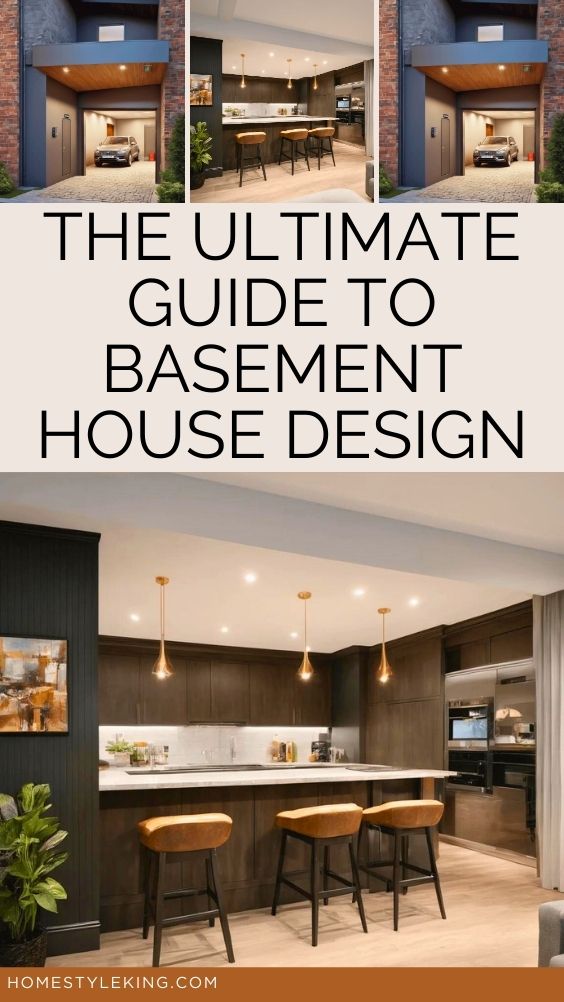 THE ULTIMATE
GUIDE TO
BASEMENT
HOUSE DESIGN
HOMESTYLEKING.COM